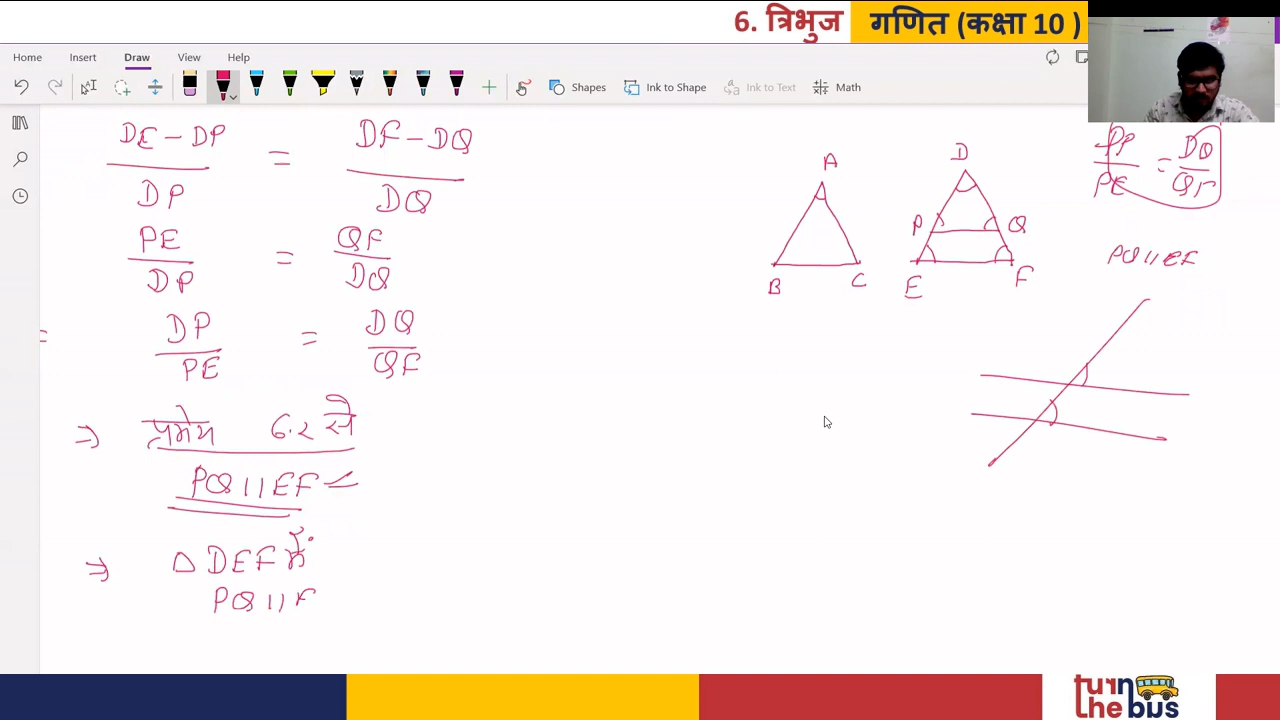 6. त्रिभुज गणित (कक्षा 10 )
Home Insert Draw View Help
Shapes Ink to Shape Ink to Text Math
DE - DP / DP = DF - DQ / DQ
PE / DP = QF / DQ
= DP / PE = DQ / QF
⇒ प्रमेय 6.2 से
PQ || EF
⇒ △ DEF में
PQ || F
A
B C
D
P Q
E F
DP / PE = DQ / QF
PQ || EF
turn
the bus